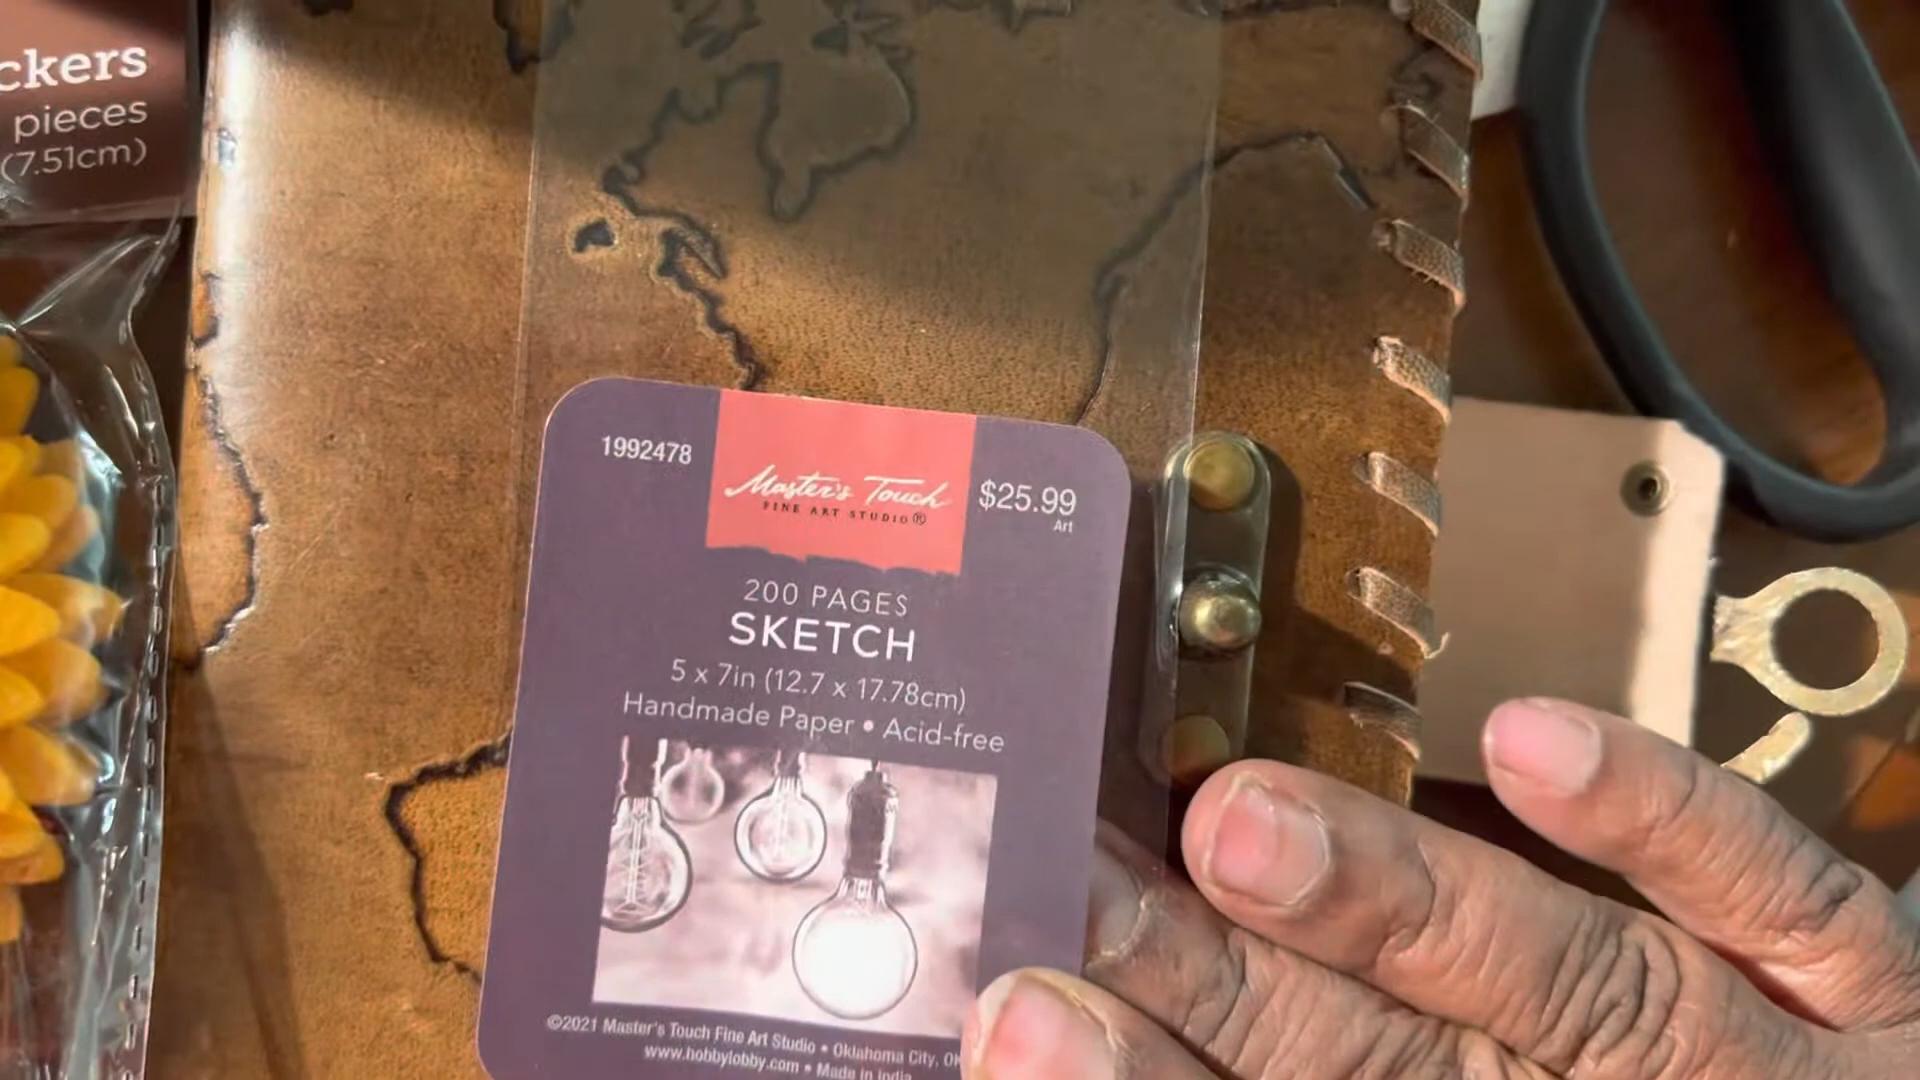 ckers
pieces
(7.51cm)
1992478
Master's Touch
FINE ART STUDIO®
$25.99
Art
200 PAGES
SKETCH
5 x 7in (12.7 x 17.78cm)
Handmade Paper • Acid-free
©2021 Master's Touch Fine Art Studio • Oklahoma City, OK
www.hobbylobby.com • Made in India